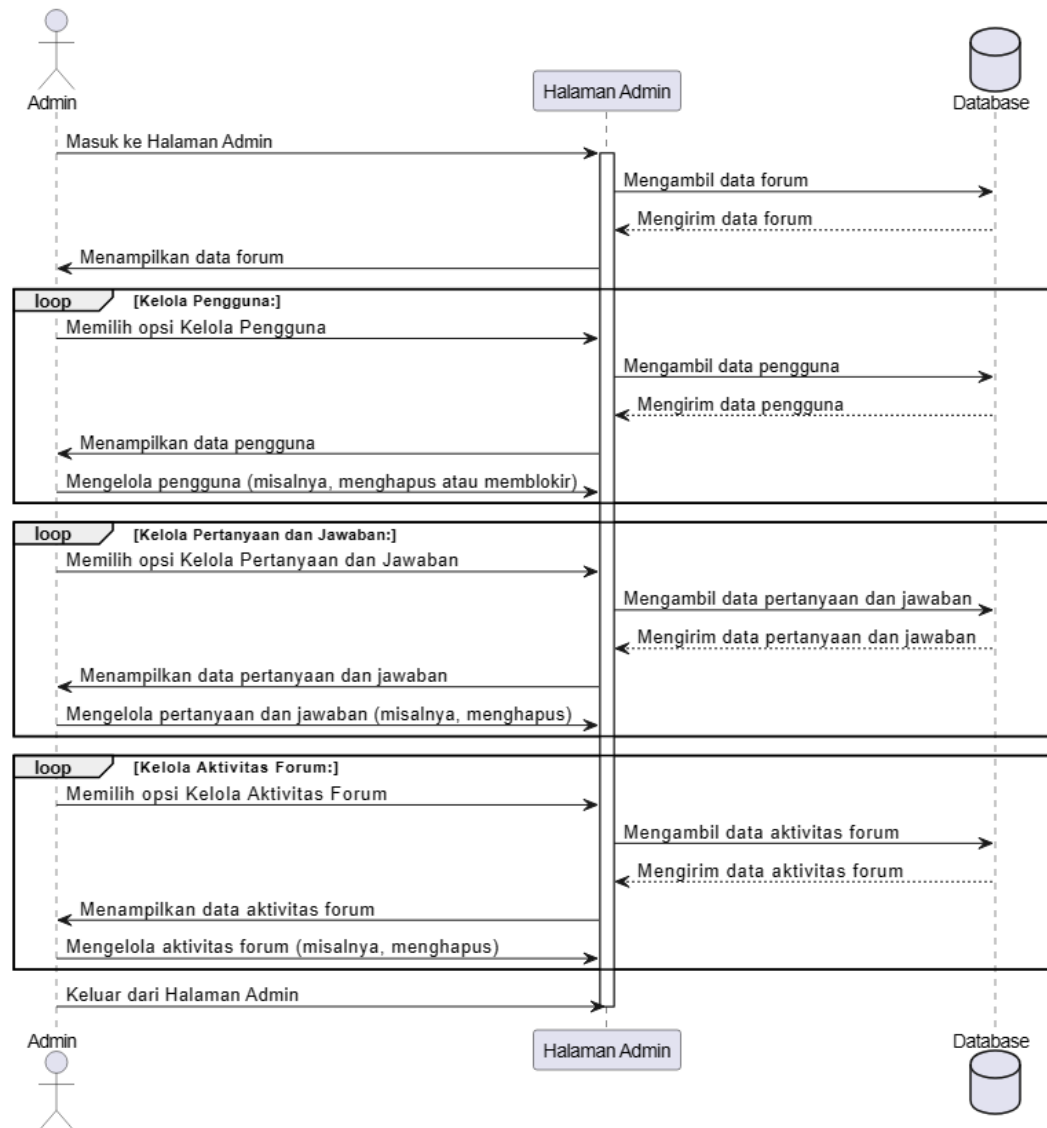 Admin
Halaman Admin
Database
Masuk ke Halaman Admin
Mengambil data forum
Mengirim data forum
Menampilkan data forum
loop [Kelola Pengguna:]
Memilih opsi Kelola Pengguna
Mengambil data pengguna
Mengirim data pengguna
Menampilkan data pengguna
Mengelola pengguna (misalnya, menghapus atau memblokir)
loop [Kelola Pertanyaan dan Jawaban:]
Memilih opsi Kelola Pertanyaan dan Jawaban
Mengambil data pertanyaan dan jawaban
Mengirim data pertanyaan dan jawaban
Menampilkan data pertanyaan dan jawaban
Mengelola pertanyaan dan jawaban (misalnya, menghapus)
loop [Kelola Aktivitas Forum:]
Memilih opsi Kelola Aktivitas Forum
Mengambil data aktivitas forum
Mengirim data aktivitas forum
Menampilkan data aktivitas forum
Mengelola aktivitas forum (misalnya, menghapus)
Keluar dari Halaman Admin
Admin
Halaman Admin
Database